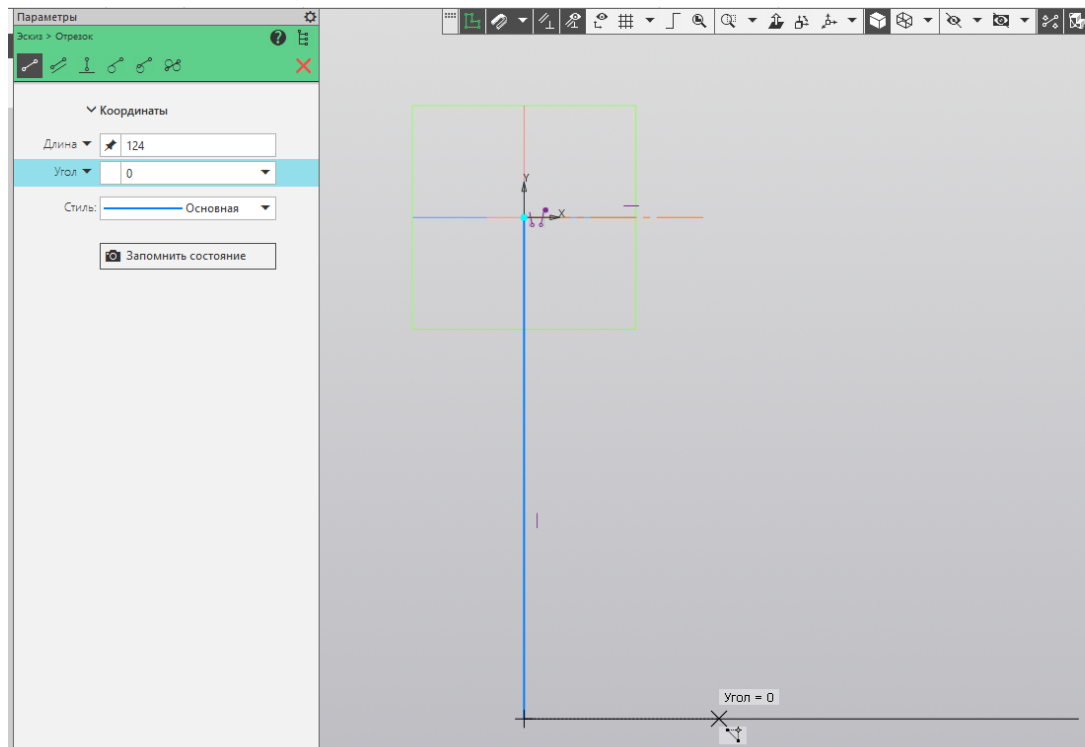 Параметры
Эскиз > Отрезок
Координаты
Длина 124
Угол 0
Стиль: Основная
Запомнить состояние
Y
X
Угол = 0